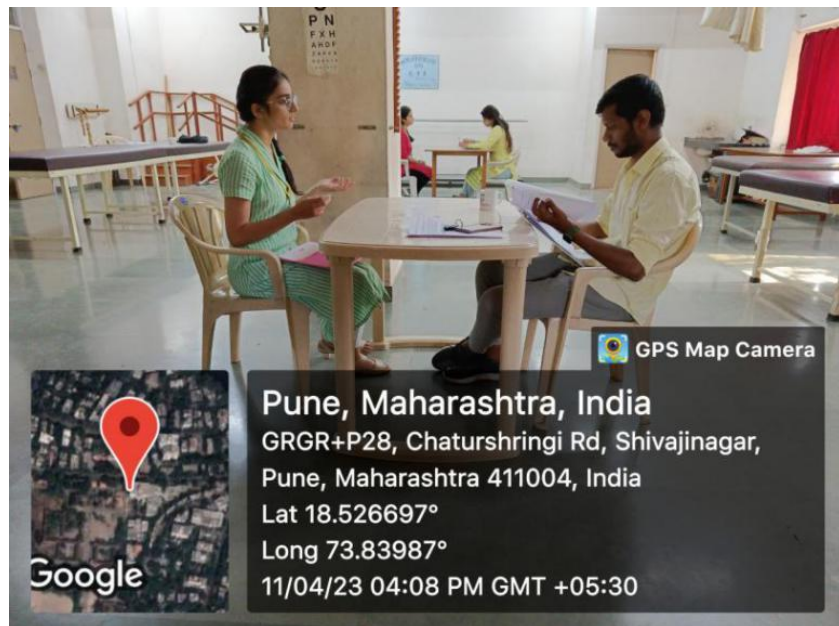 P N
F X H
A H O F
GPS Map Camera
Pune, Maharashtra, India
GRGR+P28, Chaturshringi Rd, Shivajinagar,
Pune, Maharashtra 411004, India
Lat 18.526697°
Long 73.83987°
11/04/23 04:08 PM GMT +05:30
Google